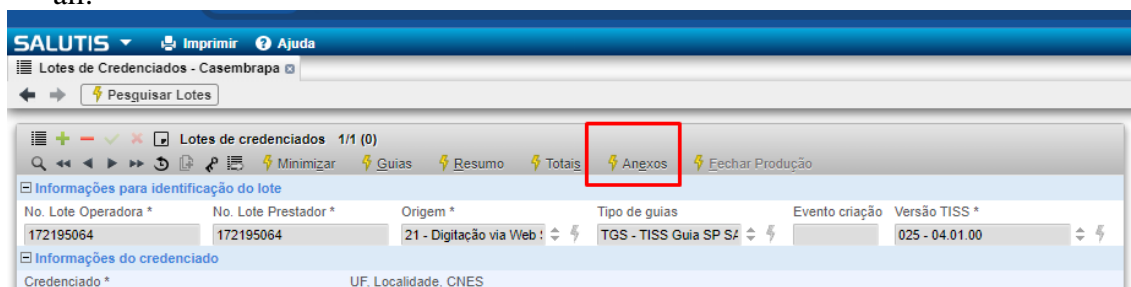 an.
SALUTIS Imprimir Ajuda
Lotes de Credenciados - Casembrapa
Pesquisar Lotes
Lotes de credenciados 1/1 (0)
Minimizar Guias Resumo Totais Anexos Fechar Produção
Informações para identificação do lote
No. Lote Operadora * No. Lote Prestador * Origem * Tipo de guias Evento criação Versão TISS *
172195064 172195064 21 - Digitação via Web TGS - TISS Guia SP 025 - 04.01.00
Informações do credenciado
Credenciado * UF, Localidade, CNES